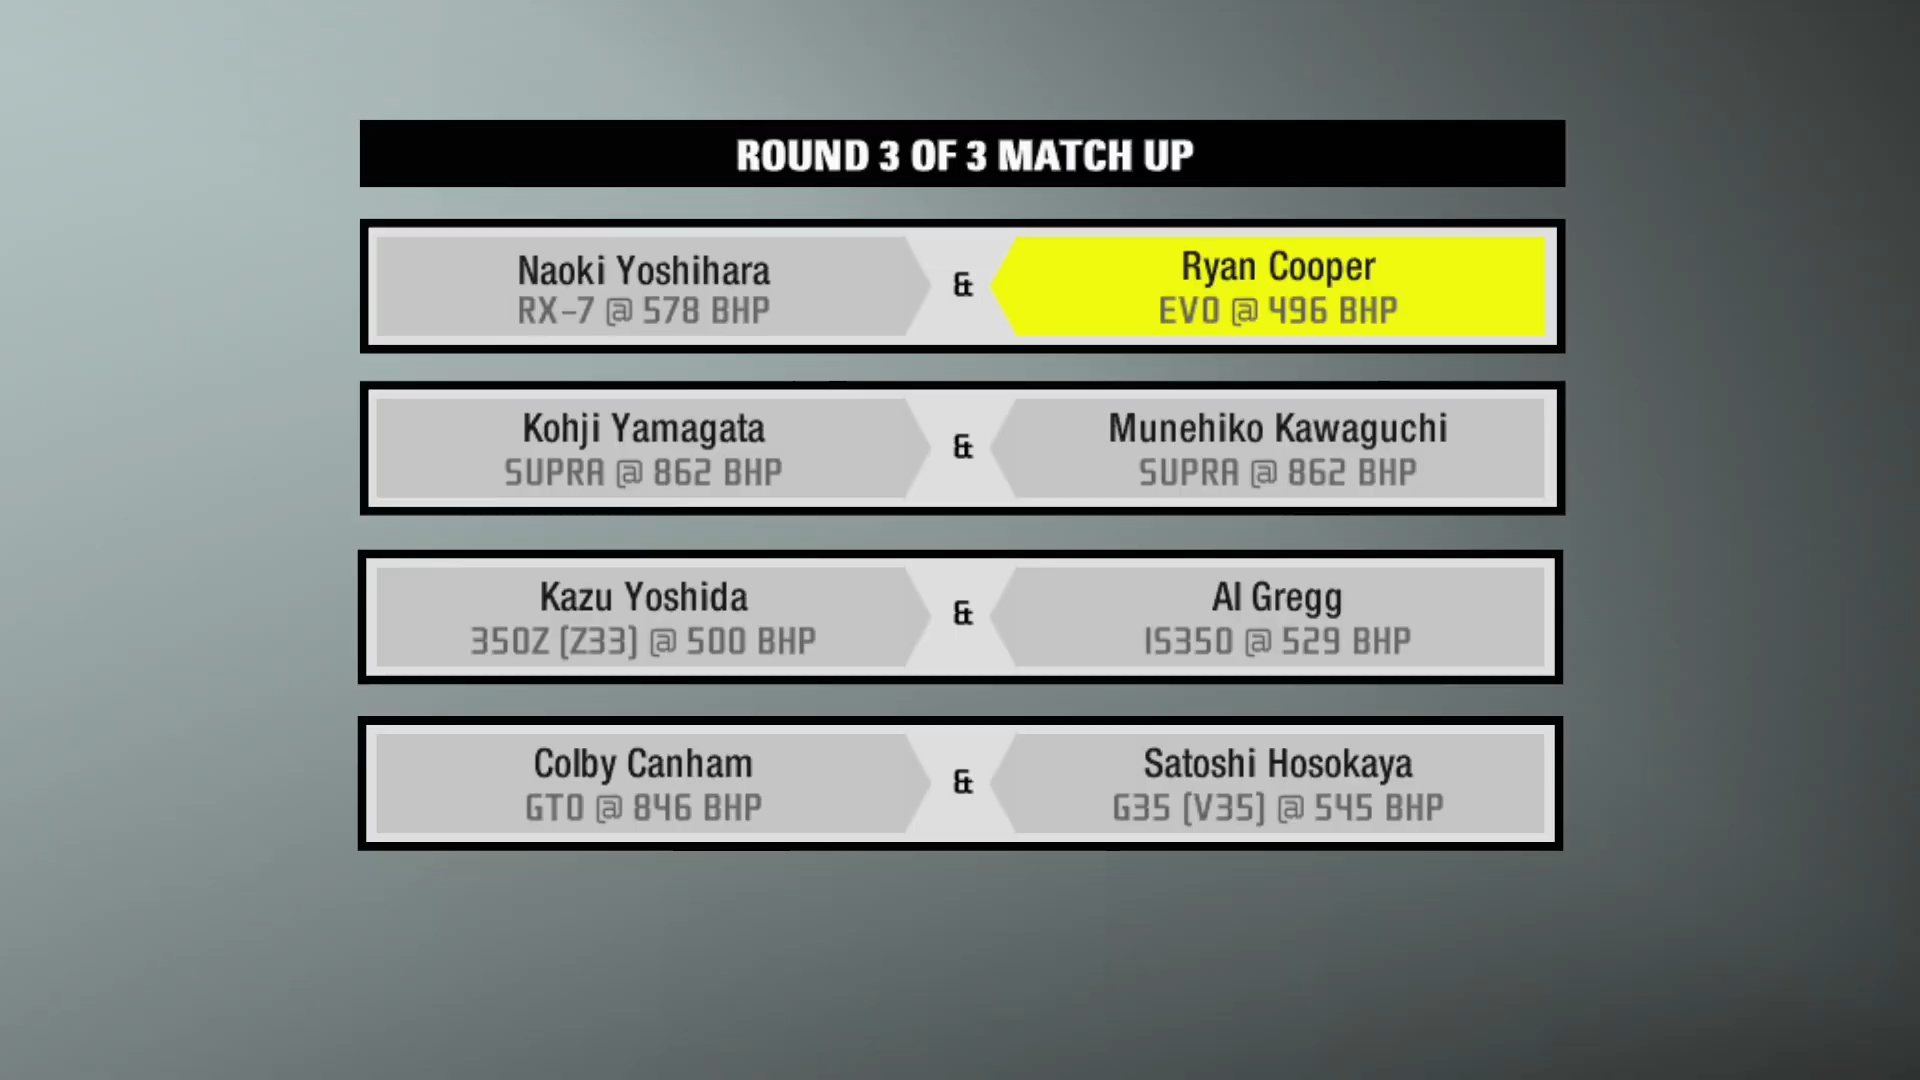 ROUND 3 OF 3 MATCH UP
Naoki Yoshihara & Ryan Cooper
RX-7 @ 578 BHP EVO @ 496 BHP
Kohji Yamagata & Munehiko Kawaguchi
SUPRA @ 862 BHP SUPRA @ 862 BHP
Kazu Yoshida & Al Gregg
350Z (Z33) @ 500 BHP IS350 @ 529 BHP
Colby Canham & Satoshi Hosokaya
GTO @ 846 BHP G35 (V35) @ 545 BHP